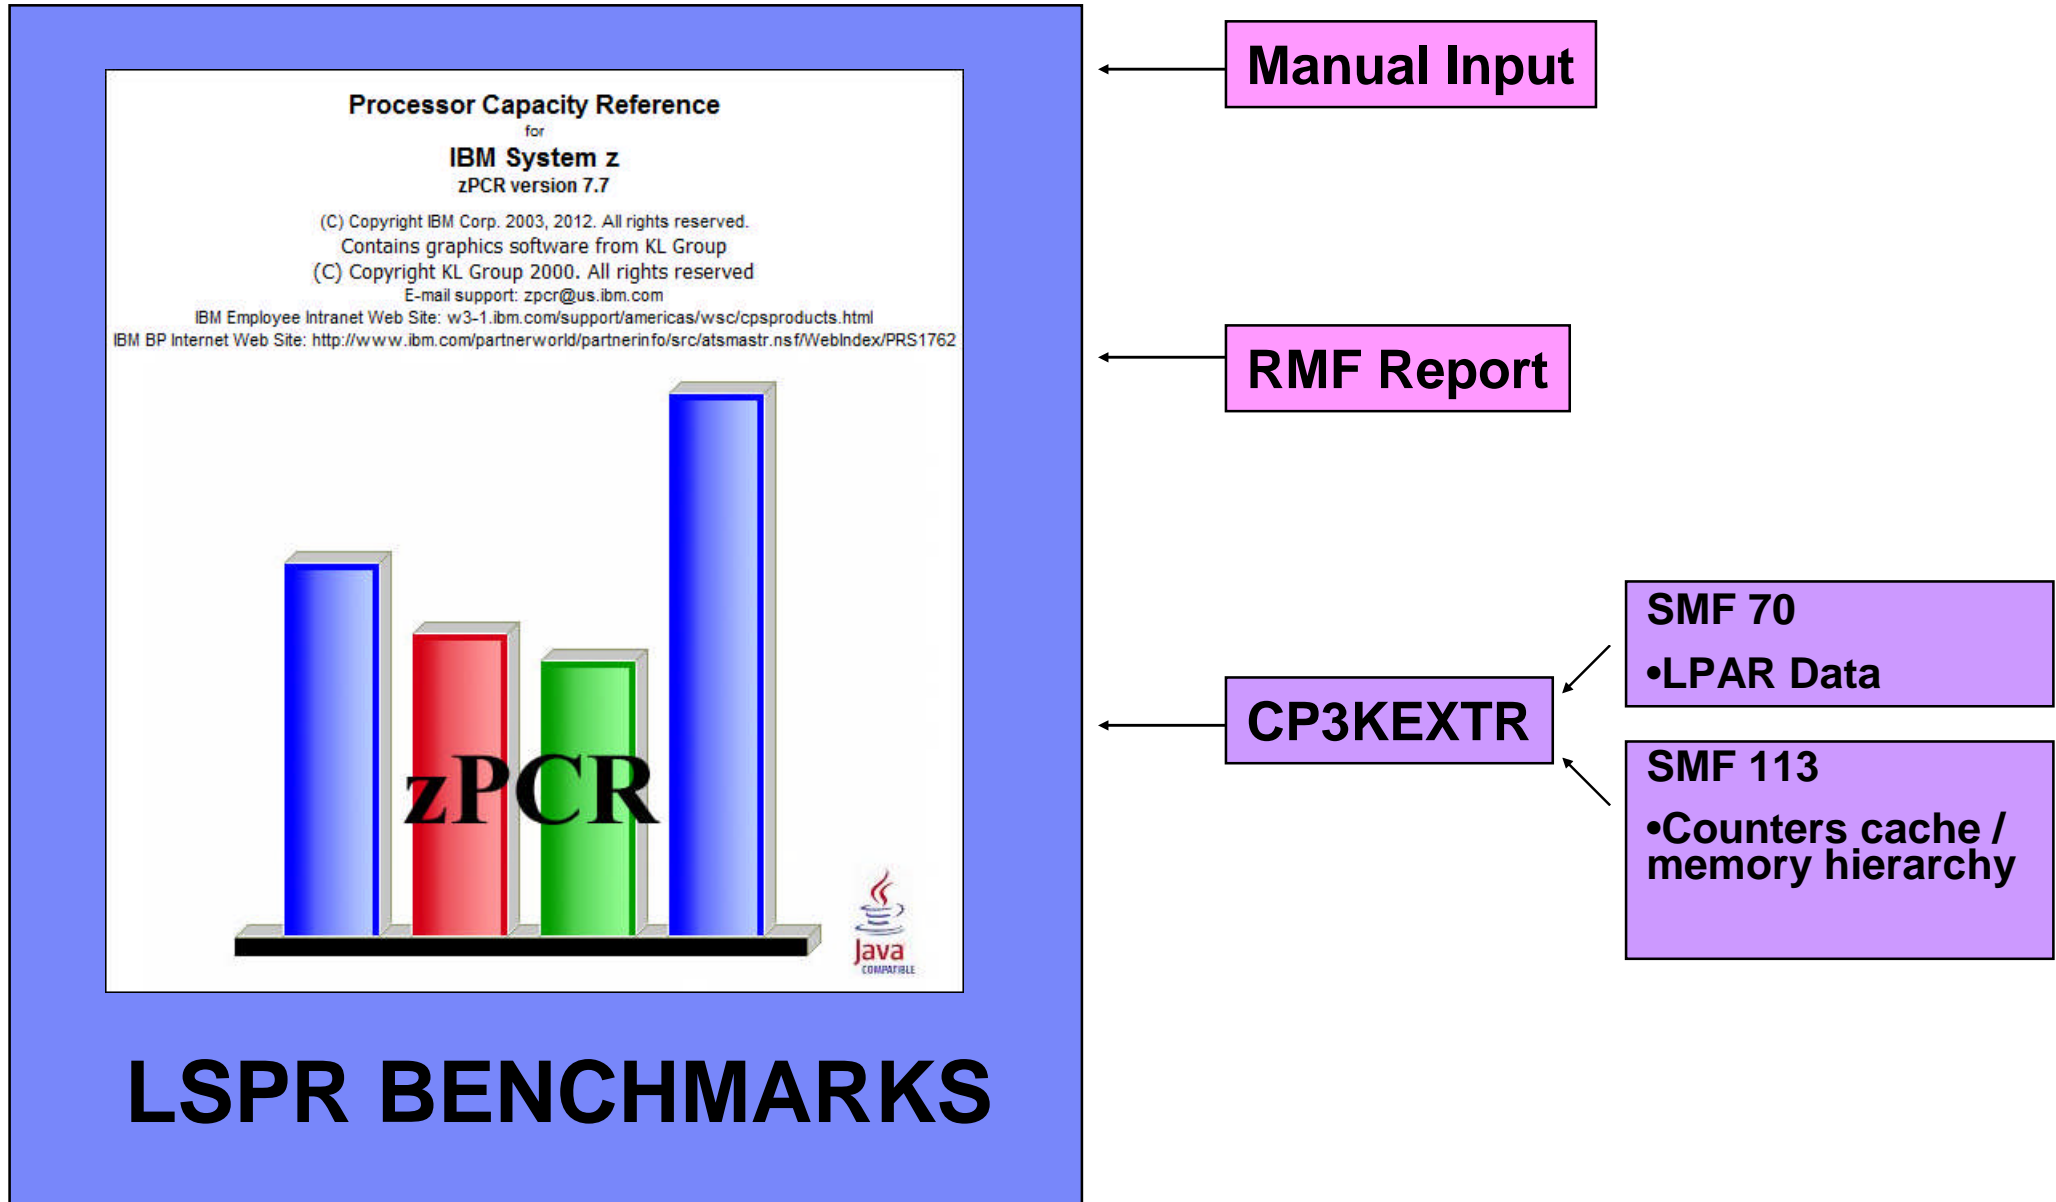 Processor Capacity Reference
for
IBM System z
zPCR version 7.7
(C) Copyright IBM Corp. 2003, 2012. All rights reserved.
Contains graphics software from KL Group
(C) Copyright KL Group 2000. All rights reserved
E-mail support: zpcr@us.ibm.com
IBM Employee Intranet Web Site: w3-1.ibm.com/support/americas/wsc/cpsproducts.html
IBM BP Internet Web Site: http://www.ibm.com/partnerworld/partnerinfo/src/atsmastr.nsf/WebIndex/PRS1762
zPCR
Java
COMPATIBLE
LSPR BENCHMARKS
Manual Input
RMF Report
CP3KEXTR
SMF 70
•LPAR Data
SMF 113
•Counters cache /
memory hierarchy